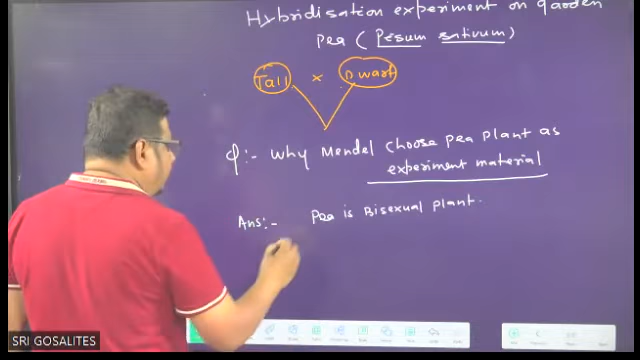 Hybridisation experiment on garden
pea ( Pisum sativum )
Tall × Dwarf
Q:- Why Mendel choose pea plant as
experiment material
Ans:- Pea is Bisexual plant.
SRI GOSALITES